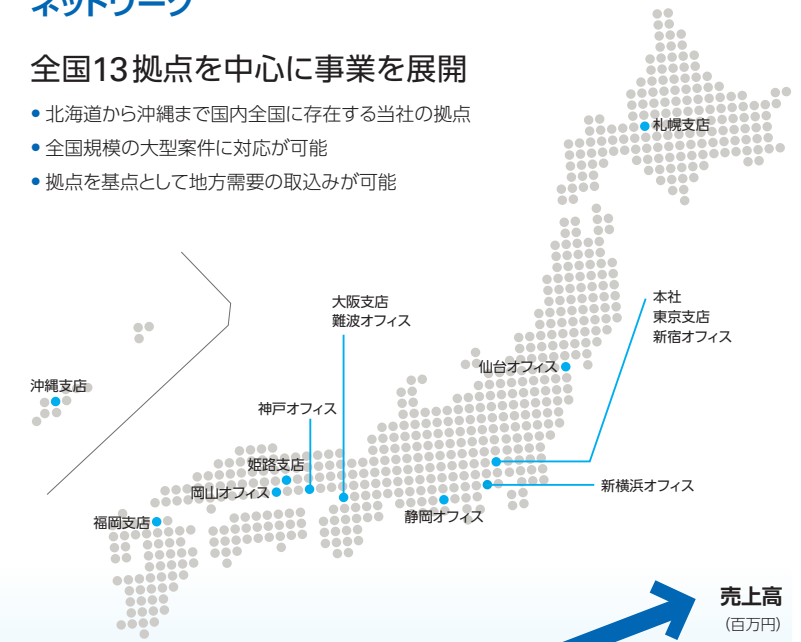 ネットワーク
全国13拠点を中心に事業を展開
● 北海道から沖縄まで国内全国に存在する当社の拠点
● 全国規模の大型案件に対応が可能
● 拠点を基点として地方需要の取込みが可能
札幌支店
大阪支店
難波オフィス
本社
東京支店
新宿オフィス
仙台オフィス
沖縄支店
神戸オフィス
姫路支店
岡山オフィス
新横浜オフィス
福岡支店
静岡オフィス
売上高
(百万円)